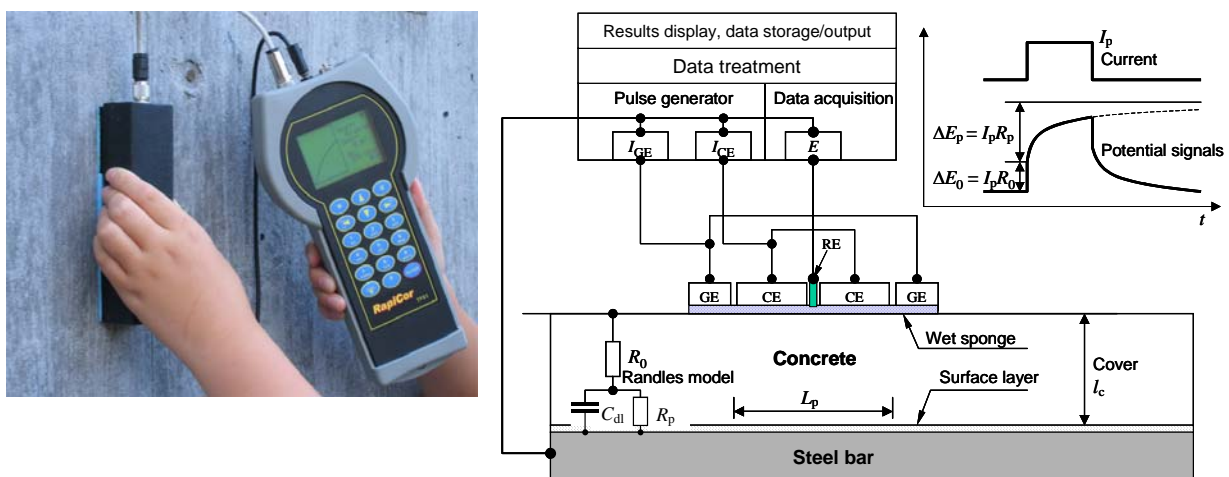 RapiCor
Results display, data storage/output
Data treatment
Pulse generator
Data acquisition
I_GE
I_CE
E
I_p
Current
ΔE_p = I_pR_p
Potential signals
ΔE_0 = I_pR_0
t
RE
GE
CE
CE
GE
Wet sponge
Concrete
R_0
Randles model
C_dl
R_p
L_p
Surface layer
Cover
l_c
Steel bar